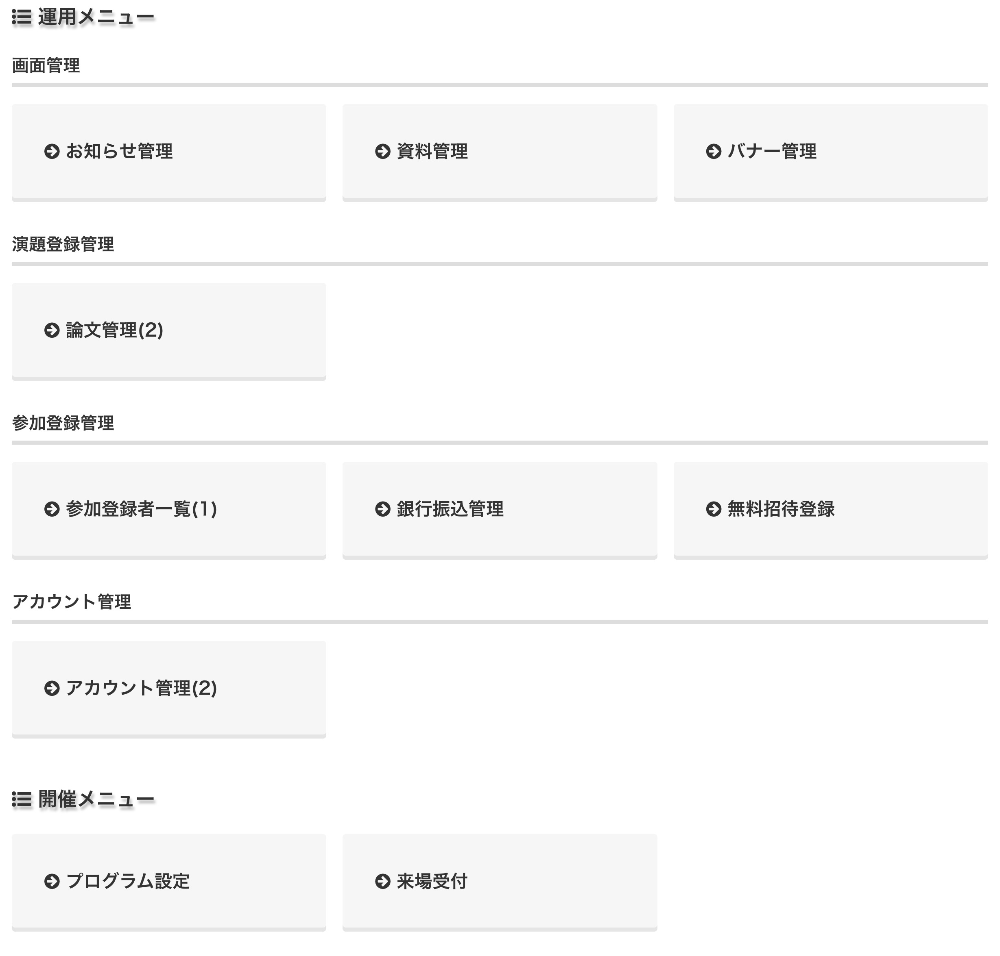 運用メニュー
画面管理
お知らせ管理
資料管理
バナー管理
演題登録管理
論文管理(2)
参加登録管理
参加登録者一覧(1)
銀行振込管理
無料招待登録
アカウント管理
アカウント管理(2)
開催メニュー
プログラム設定
来場受付